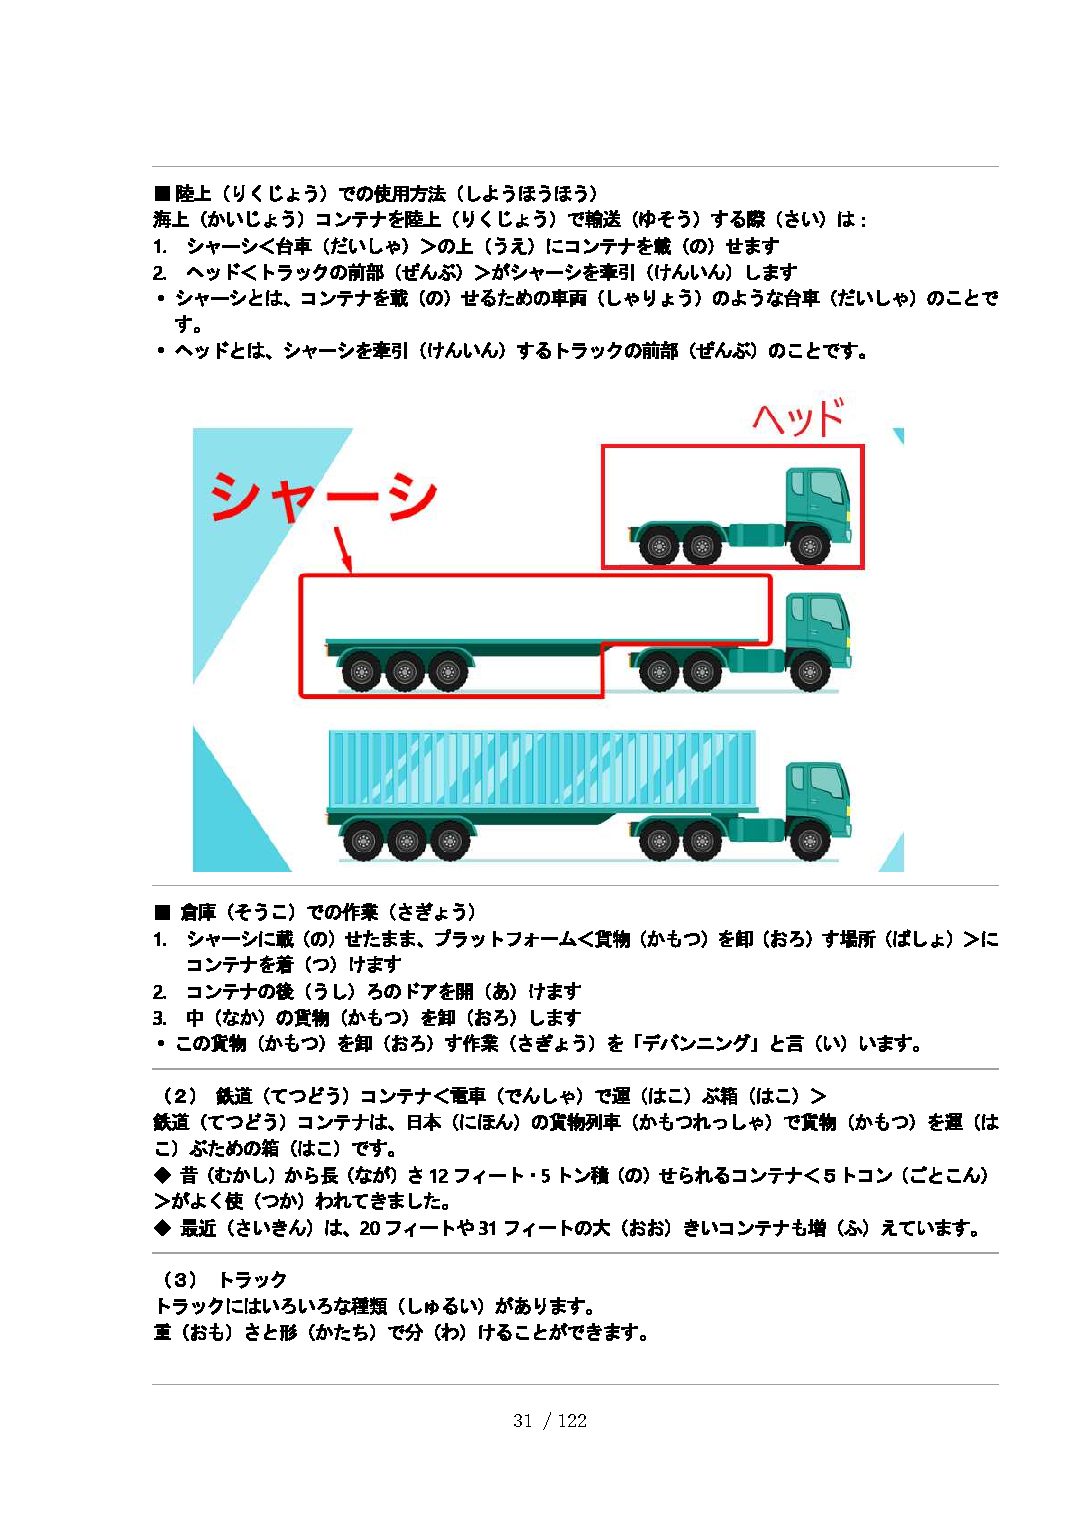 ■ 陸上（りくじょう）での使用方法（しようほうほう）
海上（かいじょう）コンテナを陸上（りくじょう）で輸送（ゆそう）する際（さい）は：
1. シャーシ＜台車（だいしゃ）＞の上（うえ）にコンテナを載（の）せます
2. ヘッド＜トラックの前部（ぜんぶ）＞がシャーシを牽引（けんいん）します
• シャーシとは、コンテナを載（の）せるための車両（しゃりょう）のような台車（だいしゃ）のことで
す。
• ヘッドとは、シャーシを牽引（けんいん）するトラックの前部（ぜんぶ）のことです。
ヘッド
シャーシ
■ 倉庫（そうこ）での作業（さぎょう）
1. シャーシに載（の）せたまま、プラットフォーム＜貨物（かもつ）を卸（おろ）す場所（ばしょ）＞に
コンテナを着（つ）けます
2. コンテナの後（うし）ろのドアを開（あ）けます
3. 中（なか）の貨物（かもつ）を卸（おろ）します
• この貨物（かもつ）を卸（おろ）す作業（さぎょう）を「デバンニング」と言（い）います。
（２） 鉄道（てつどう）コンテナ＜電車（でんしゃ）で運（はこ）ぶ箱（はこ）＞
鉄道（てつどう）コンテナは、日本（にほん）の貨物列車（かもつれっしゃ）で貨物（かもつ）を運（は
こ）ぶための箱（はこ）です。
◆ 昔（むかし）から長（なが）さ 12 フィート・5 トン積（の）せられるコンテナ＜５トコン（ごとこん）
＞がよく使（つか）われてきました。
◆ 最近（さいきん）は、20 フィートや 31 フィートの大（おお）きいコンテナも増（ふ）えています。
（３） トラック
トラックにはいろいろな種類（しゅるい）があります。
重（おも）さと形（かたち）で分（わ）けることができます。
31 / 122